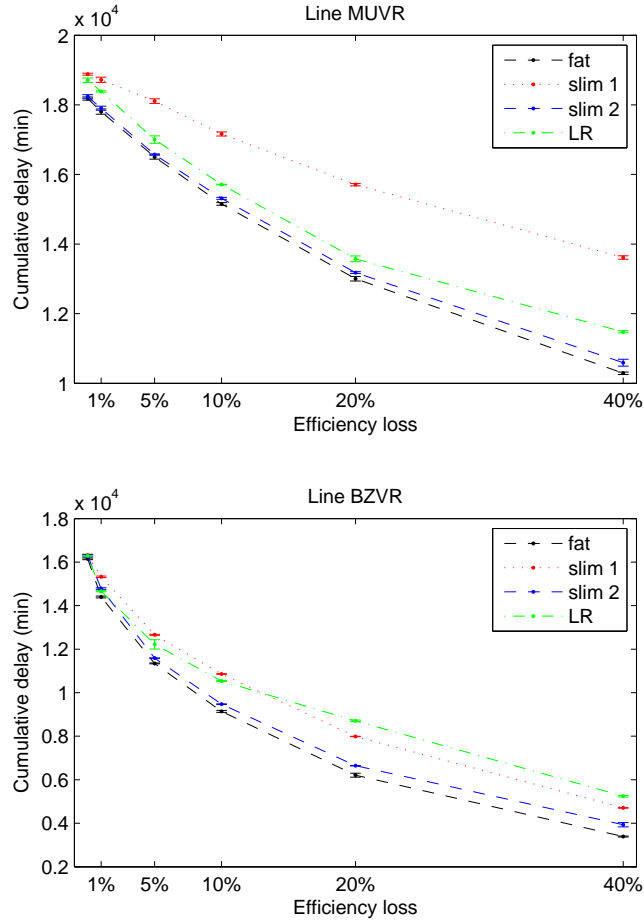 Line MUVR
x 10^4
2
1.8
1.6
1.4
1.2
1
Cumulative delay (min)
1% 5% 10% 20% 40%
Efficiency loss
fat
slim 1
slim 2
LR
Line BZVR
x 10^4
1.8
1.6
1.4
1.2
1
0.8
0.6
0.4
0.2
Cumulative delay (min)
1% 5% 10% 20% 40%
Efficiency loss
fat
slim 1
slim 2
LR